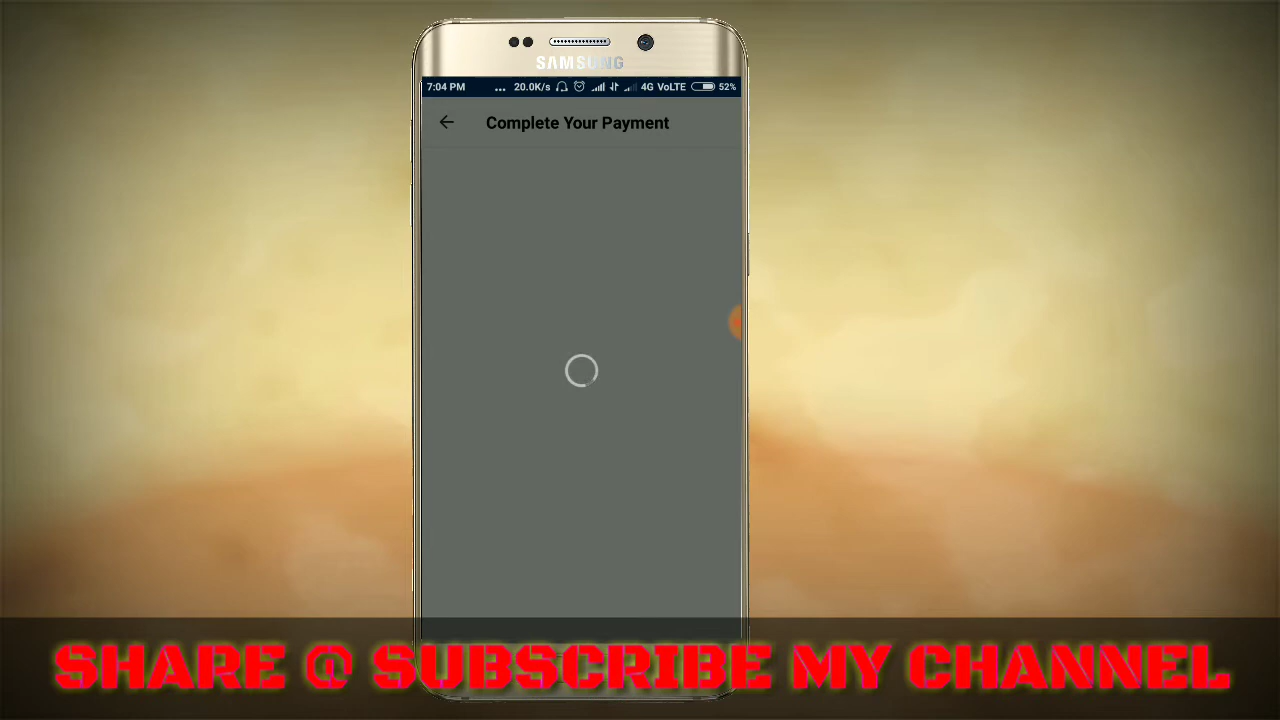 SAMSUNG
7:04 PM ... 20.0K/s 4G VoLTE 52%
Complete Your Payment
SHARE @ SUBSCRIBE MY CHANNEL